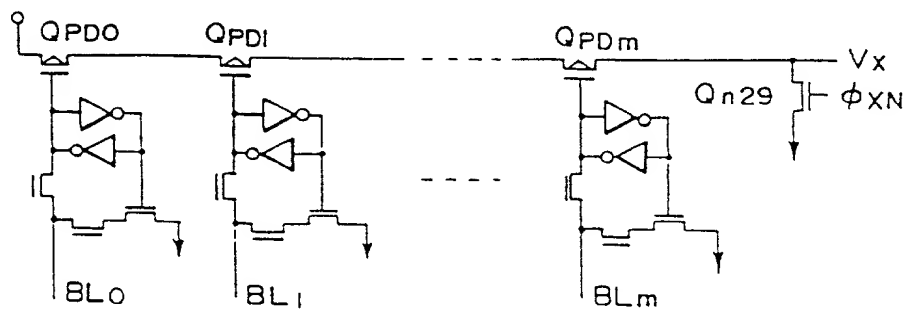 QPD0
QPD1
QPDm
VX
Qn29
ΦXN
BL0
BL1
BLm